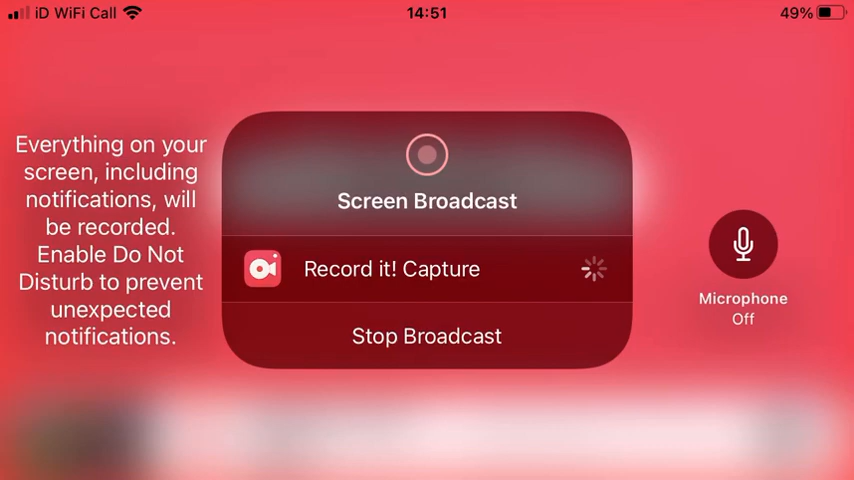 iD WiFi Call
14:51
49%
Everything on your
screen, including
notifications, will
be recorded.
Enable Do Not
Disturb to prevent
unexpected
notifications.
Screen Broadcast
Record it! Capture
Stop Broadcast
Microphone
Off